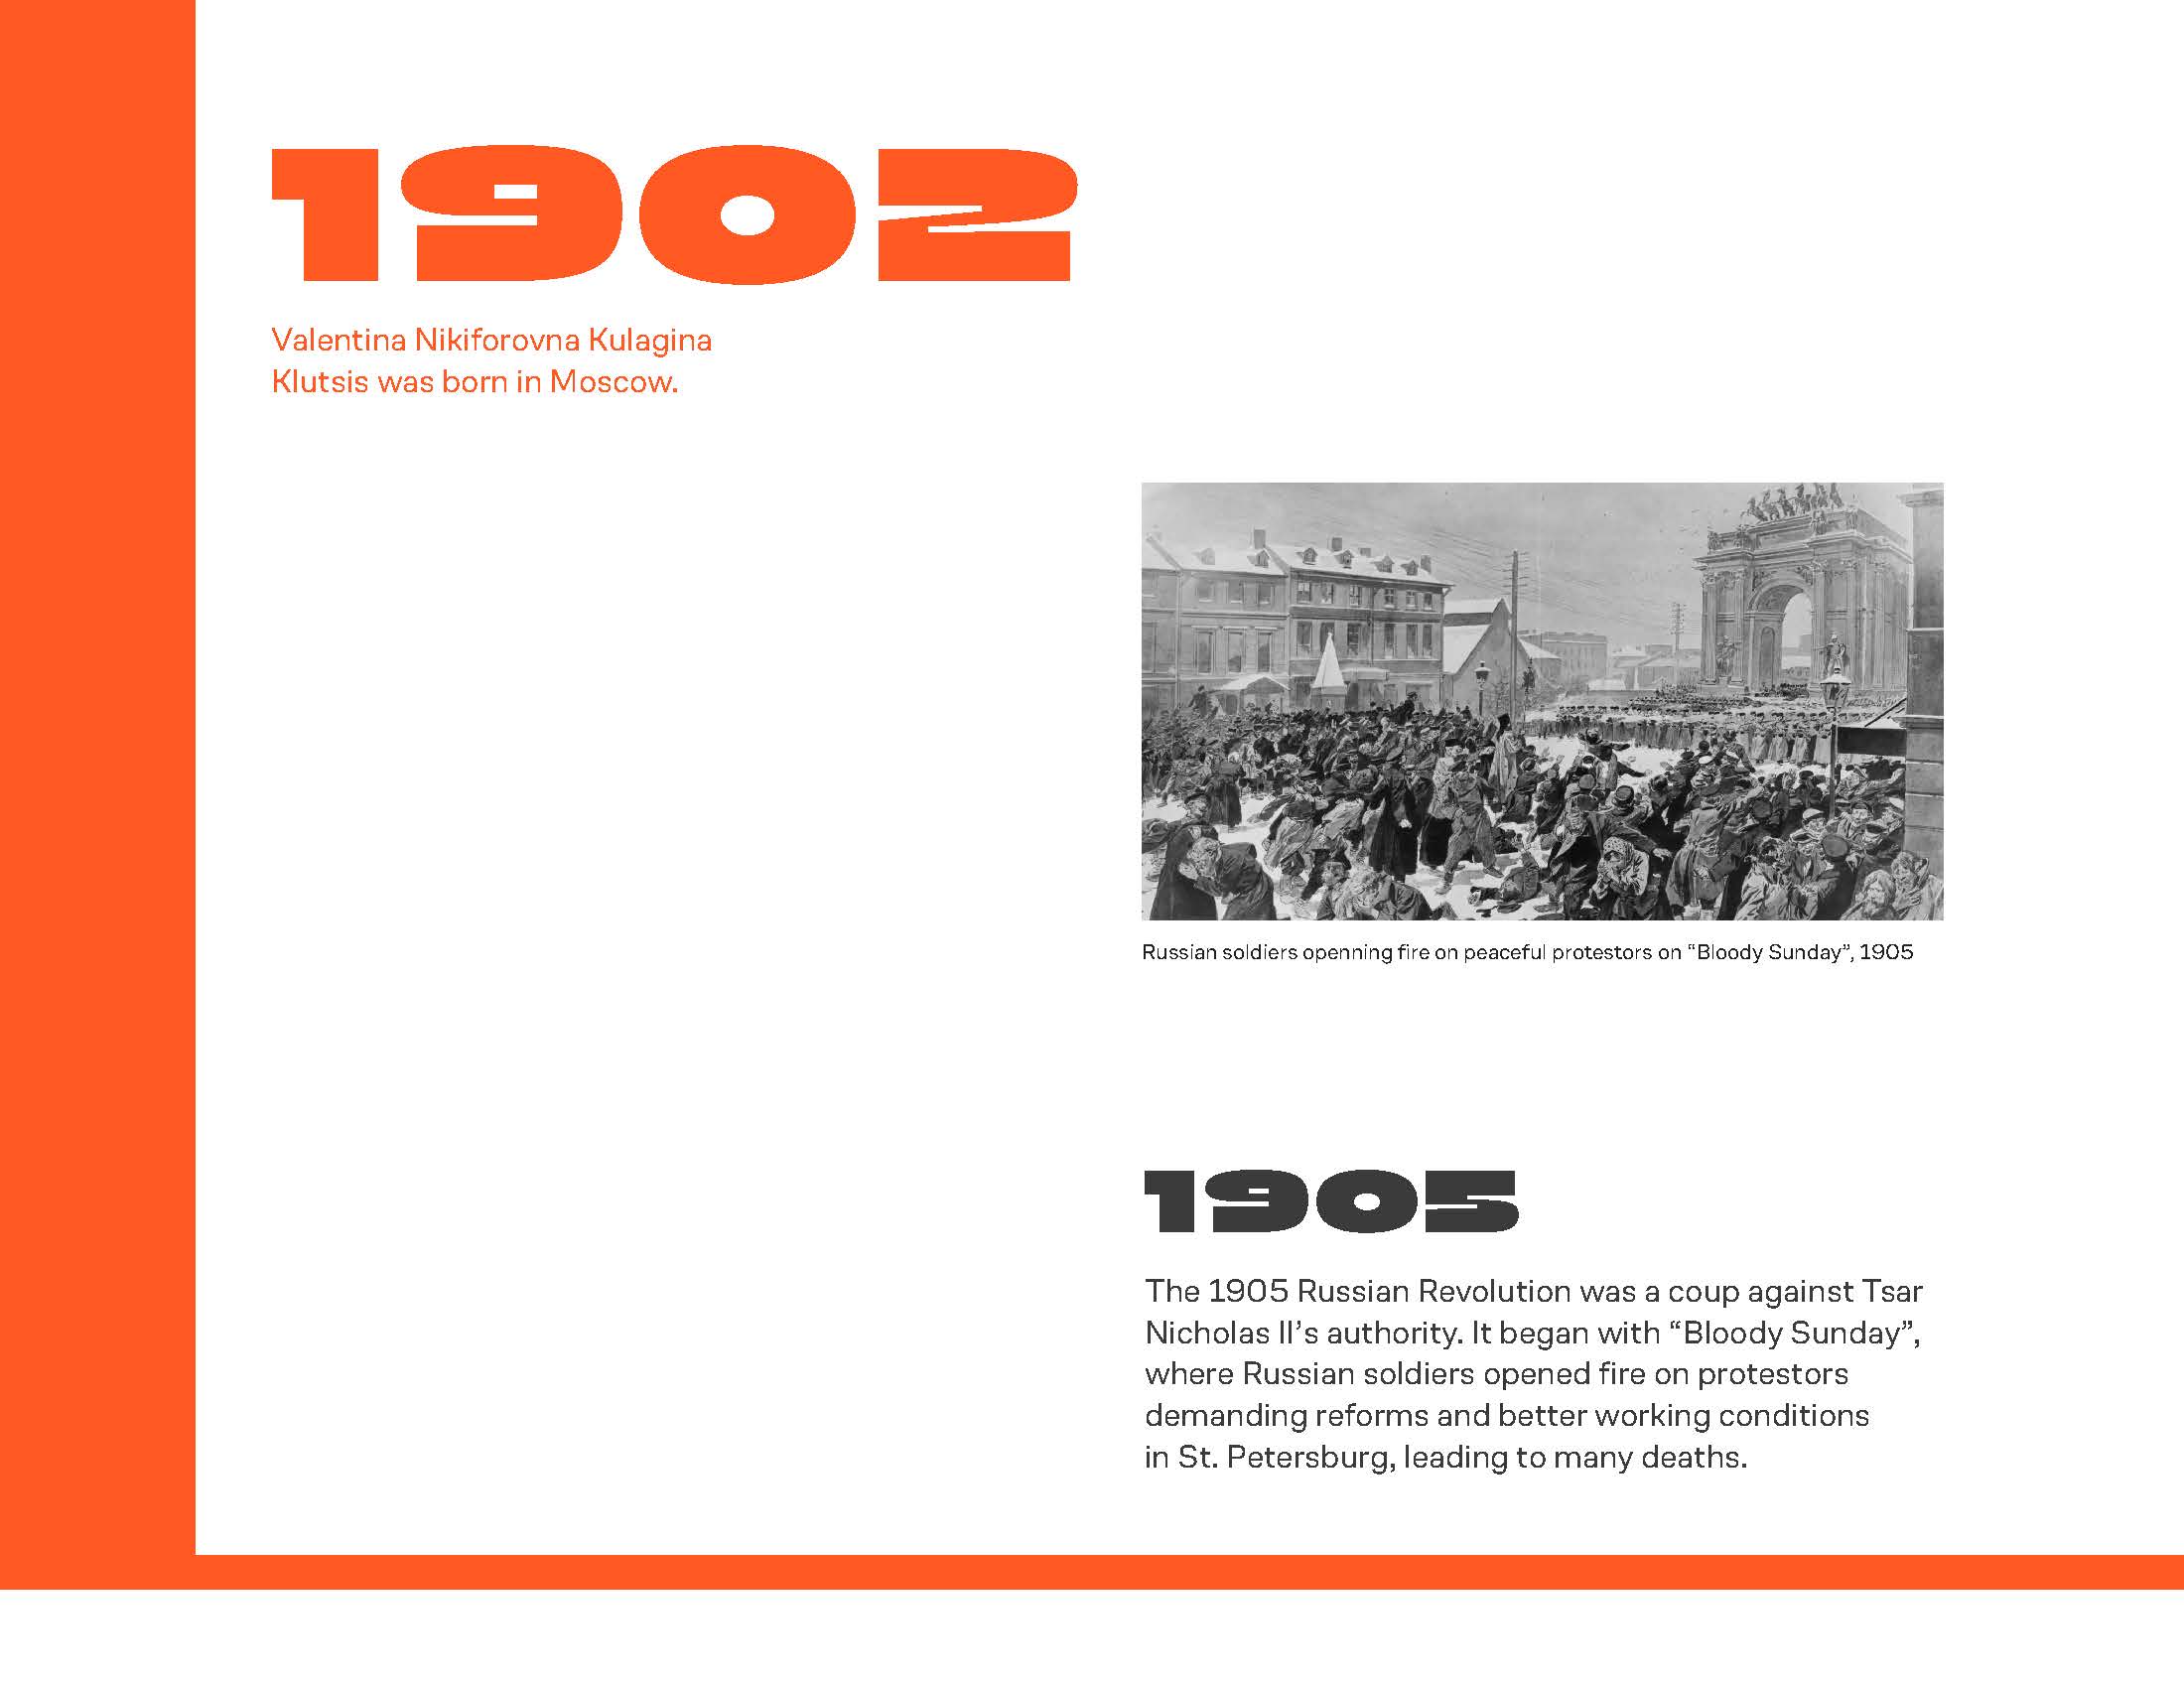 1902
Valentina Nikiforovna Kulagina
Klutsis was born in Moscow.
Russian soldiers openning fire on peaceful protestors on “Bloody Sunday”, 1905
1905
The 1905 Russian Revolution was a coup against Tsar
Nicholas II’s authority. It began with “Bloody Sunday”,
where Russian soldiers opened fire on protestors
demanding reforms and better working conditions
in St. Petersburg, leading to many deaths.